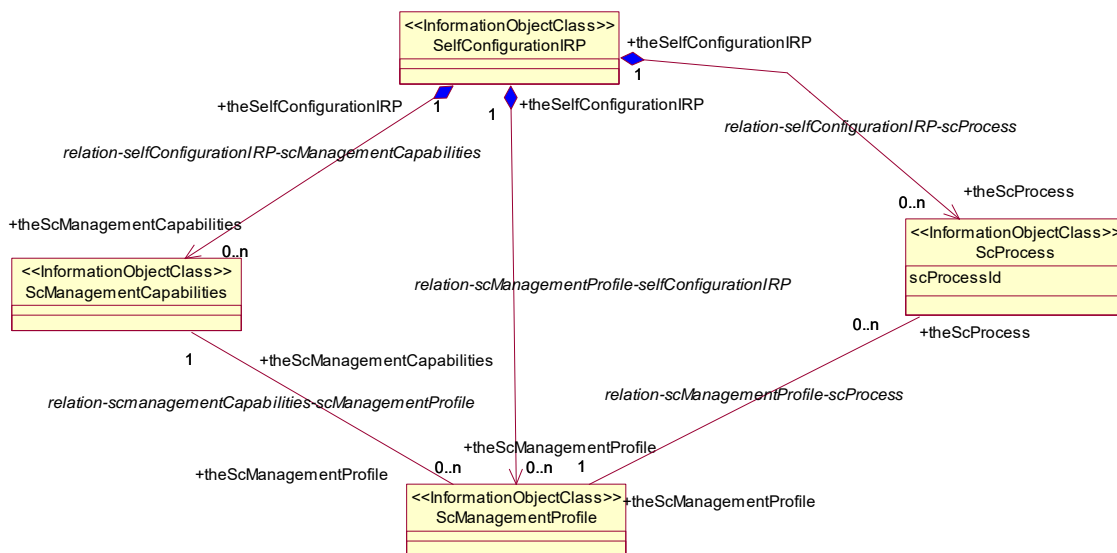 <<InformationObjectClass>>
SelfConfigurationIRP
+theSelfConfigurationIRP
1
+theSelfConfigurationIRP
1
+theSelfConfigurationIRP
1
relation-selfConfigurationIRP-scProcess
relation-selfConfigurationIRP-scManagementCapabilities
+theScProcess
0..n
+theScManagementCapabilities
0..n
<<InformationObjectClass>>
ScProcess
scProcessId
<<InformationObjectClass>>
ScManagementCapabilities
relation-scManagementProfile-selfConfigurationIRP
0..n
+theScProcess
1
+theScManagementCapabilities
relation-scmanagementCapabilities-scManagementProfile
relation-scManagementProfile-scProcess
+theScManagementProfile
+theScManagementProfile
0..n
0..n
1
+theScManagementProfile
<<InformationObjectClass>>
ScManagementProfile